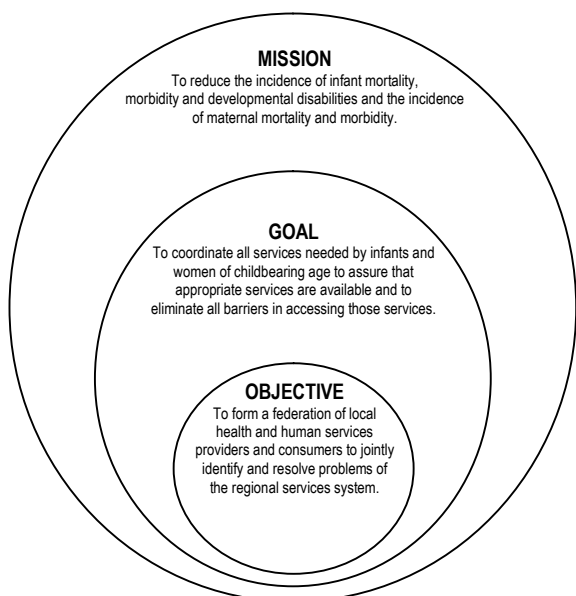 MISSION
To reduce the incidence of infant mortality,
morbidity and developmental disabilities and the incidence
of maternal mortality and morbidity.
GOAL
To coordinate all services needed by infants and
women of childbearing age to assure that
appropriate services are available and to
eliminate all barriers in accessing those services.
OBJECTIVE
To form a federation of local
health and human services
providers and consumers to jointly
identify and resolve problems of
the regional services system.